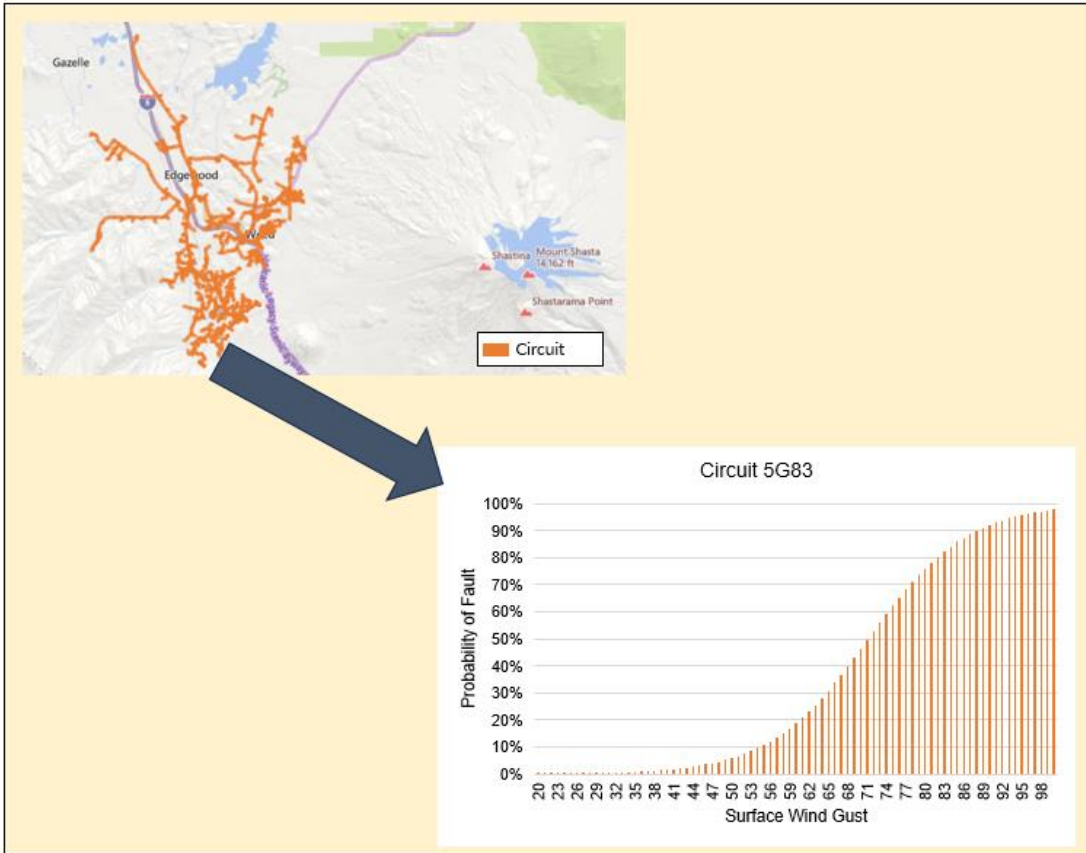 Gazelle
5
Edgewood
Weed
Shastina
Mount Shasta
14,162 ft
Shastarama Point
Circuit
Circuit 5G83
100%
90%
80%
70%
60%
50%
40%
30%
20%
10%
0%
Probability of Fault
20 23 26 29 32 35 38 41 44 47 50 53 56 59 62 65 68 71 74 77 80 83 86 89 92 95 98
Surface Wind Gust